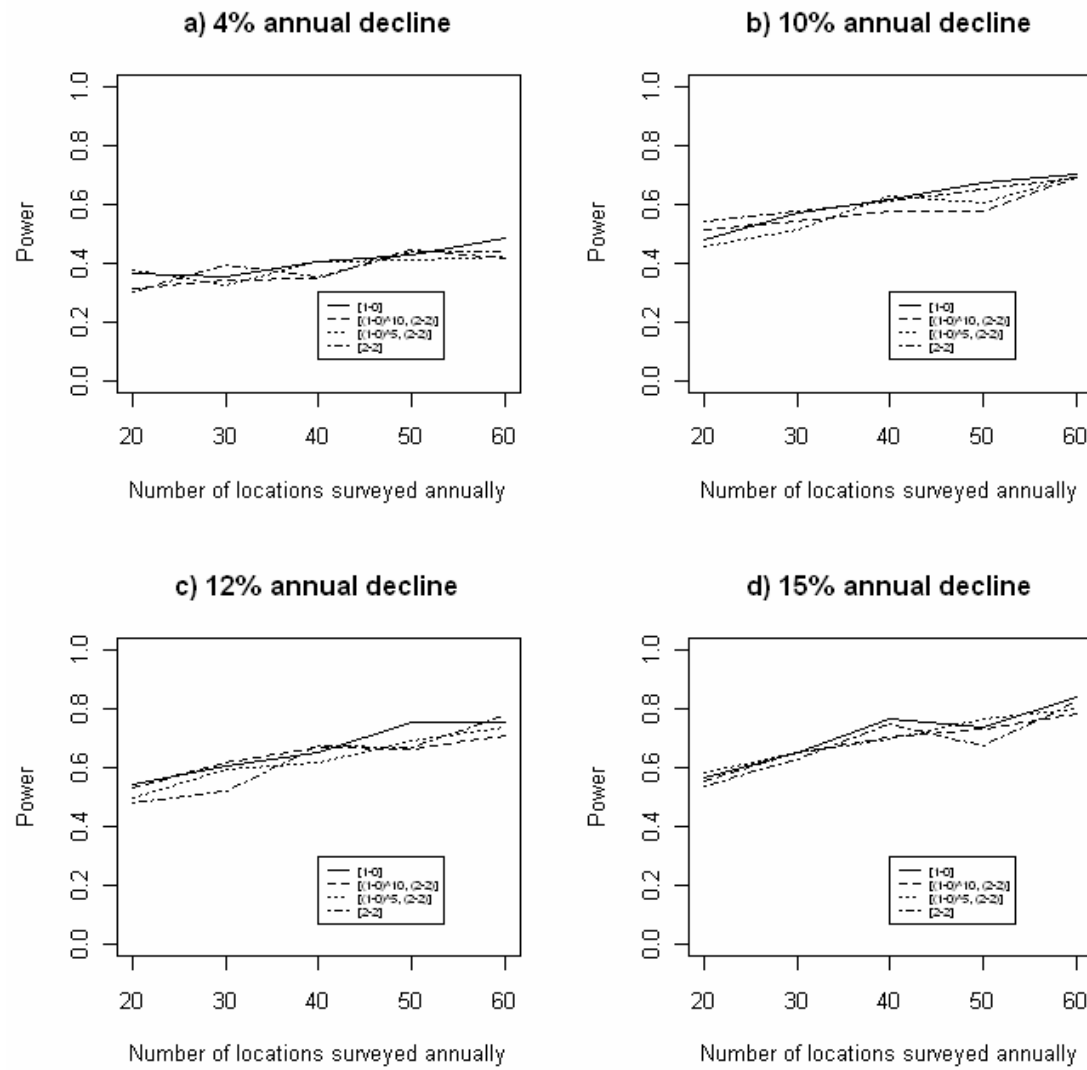 a) 4% annual decline
Power
1.0
0.8
0.6
0.4
0.2
0.0
[1-0]
[(1-0)^10, (2-2)]
[(1-0)^5, (2-2)]
[2-2]
20 30 40 50 60
Number of locations surveyed annually
b) 10% annual decline
Power
1.0
0.8
0.6
0.4
0.2
0.0
[1-0]
[(1-0)^10, (2-2)]
[(1-0)^5, (2-2)]
[2-2]
20 30 40 50 60
Number of locations surveyed annually
c) 12% annual decline
Power
1.0
0.8
0.6
0.4
0.2
0.0
[1-0]
[(1-0)^10, (2-2)]
[(1-0)^5, (2-2)]
[2-2]
20 30 40 50 60
Number of locations surveyed annually
d) 15% annual decline
Power
1.0
0.8
0.6
0.4
0.2
0.0
[1-0]
[(1-0)^10, (2-2)]
[(1-0)^5, (2-2)]
[2-2]
20 30 40 50 60
Number of locations surveyed annually